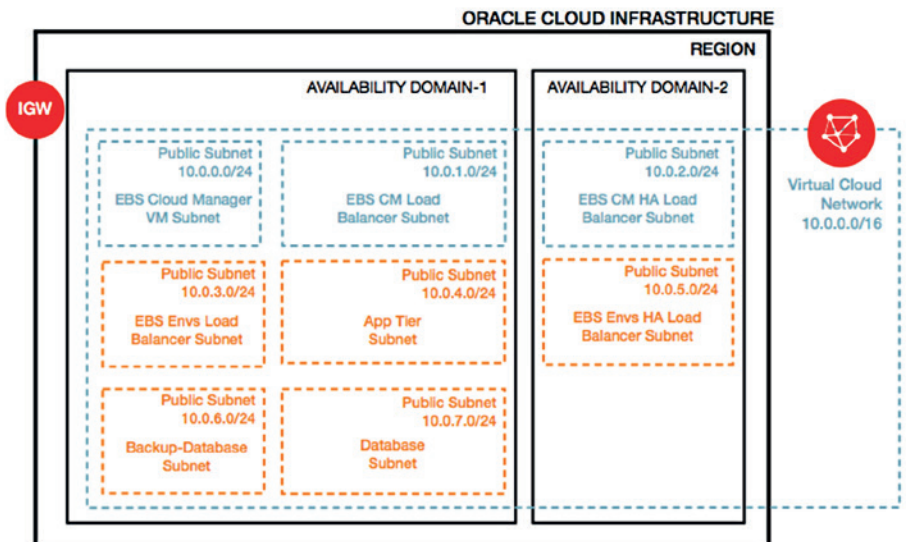 ORACLE CLOUD INFRASTRUCTURE
REGION
IGW
AVAILABILITY DOMAIN-1
AVAILABILITY DOMAIN-2
Public Subnet
10.0.0.0/24
EBS Cloud Manager
VM Subnet
Public Subnet
10.0.1.0/24
EBS CM Load
Balancer Subnet
Public Subnet
10.0.2.0/24
EBS CM HA Load
Balancer Subnet
Virtual Cloud
Network
10.0.0.0/16
Public Subnet
10.0.3.0/24
EBS Envs Load
Balancer Subnet
Public Subnet
10.0.4.0/24
App Tier
Subnet
Public Subnet
10.0.5.0/24
EBS Envs HA Load
Balancer Subnet
Public Subnet
10.0.6.0/24
Backup-Database
Subnet
Public Subnet
10.0.7.0/24
Database
Subnet